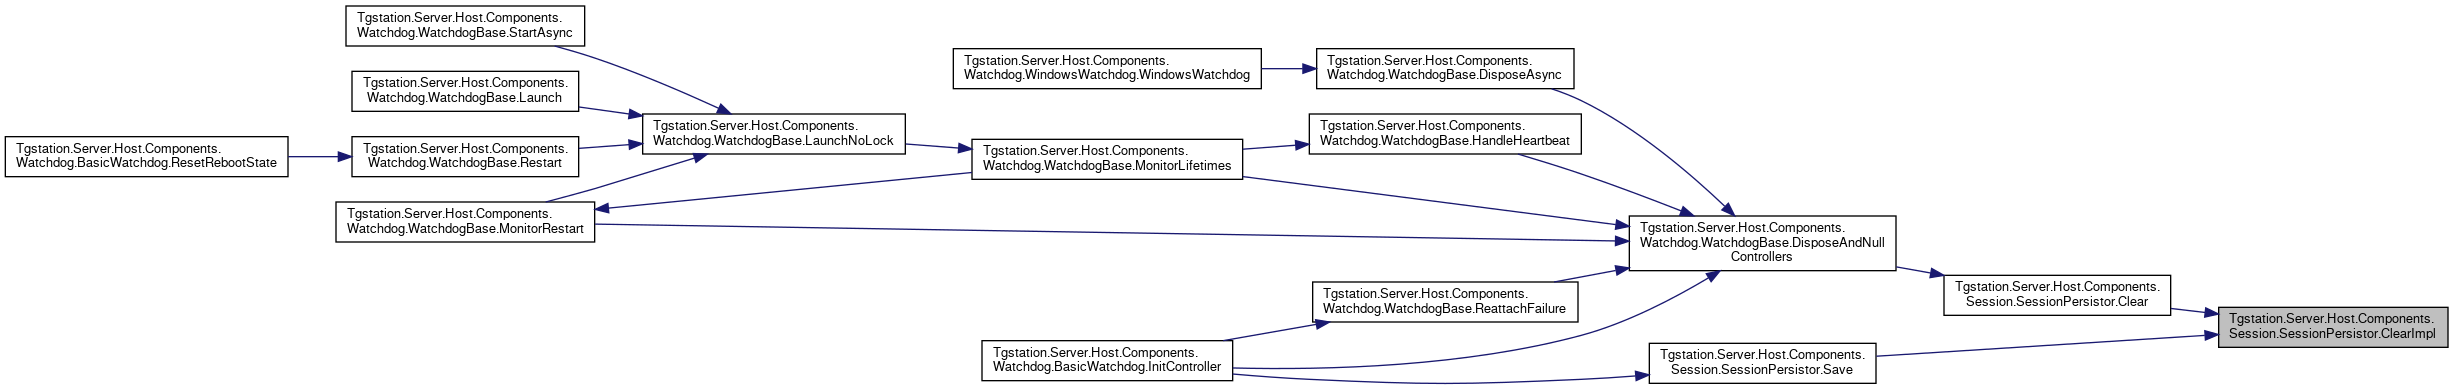 Tgstation.Server.Host.Components.
Watchdog.WatchdogBase.StartAsync
Tgstation.Server.Host.Components.
Watchdog.WindowsWatchdog.WindowsWatchdog
Tgstation.Server.Host.Components.
Watchdog.WatchdogBase.DisposeAsync
Tgstation.Server.Host.Components.
Watchdog.WatchdogBase.Launch
Tgstation.Server.Host.Components.
Watchdog.WatchdogBase.LaunchNoLock
Tgstation.Server.Host.Components.
Watchdog.WatchdogBase.HandleHeartbeat
Tgstation.Server.Host.Components.
Watchdog.BasicWatchdog.ResetRebootState
Tgstation.Server.Host.Components.
Watchdog.WatchdogBase.Restart
Tgstation.Server.Host.Components.
Watchdog.WatchdogBase.MonitorLifetimes
Tgstation.Server.Host.Components.
Watchdog.WatchdogBase.MonitorRestart
Tgstation.Server.Host.Components.
Watchdog.WatchdogBase.DisposeAndNull
Controllers
Tgstation.Server.Host.Components.
Watchdog.WatchdogBase.ReattachFailure
Tgstation.Server.Host.Components.
Session.SessionPersistor.Clear
Tgstation.Server.Host.Components.
Session.SessionPersistor.ClearImpl
Tgstation.Server.Host.Components.
Watchdog.BasicWatchdog.InitController
Tgstation.Server.Host.Components.
Session.SessionPersistor.Save